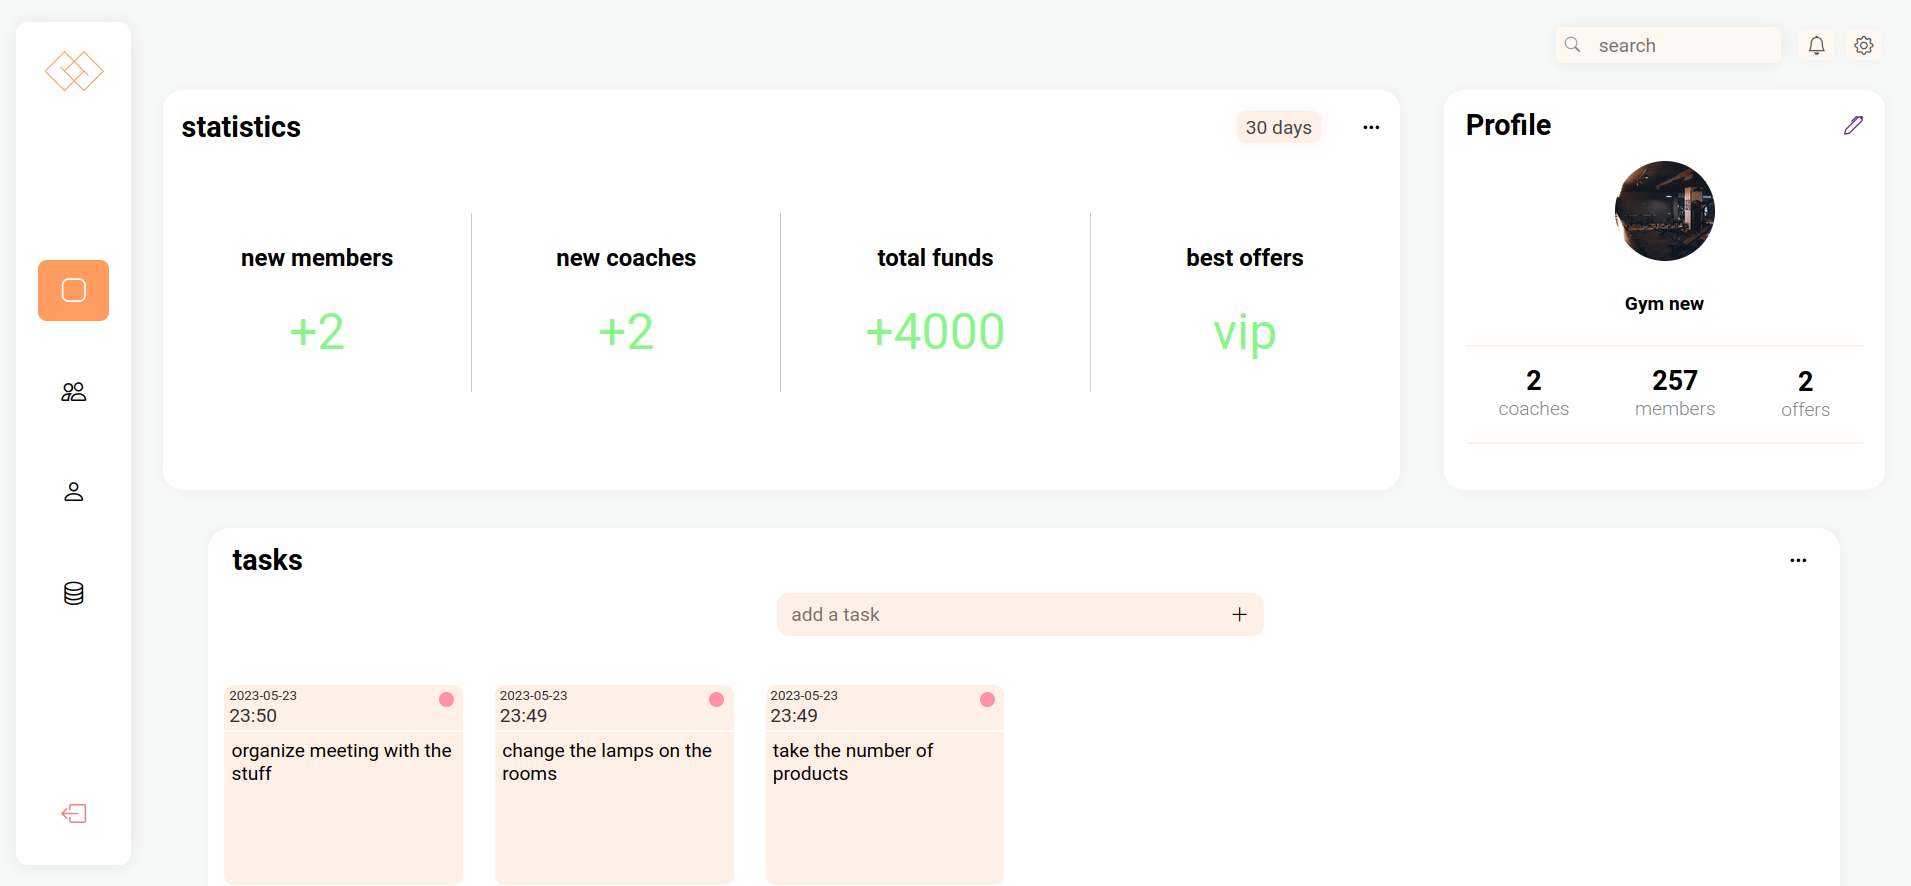 search
statistics
30 days
Profile
new members
new coaches
total funds
best offers
+2
+2
+4000
vip
Gym new
2
257
2
coaches
members
offers
tasks
add a task
2023-05-23
23:50
organize meeting with the
stuff
2023-05-23
23:49
change the lamps on the
rooms
2023-05-23
23:49
take the number of
products